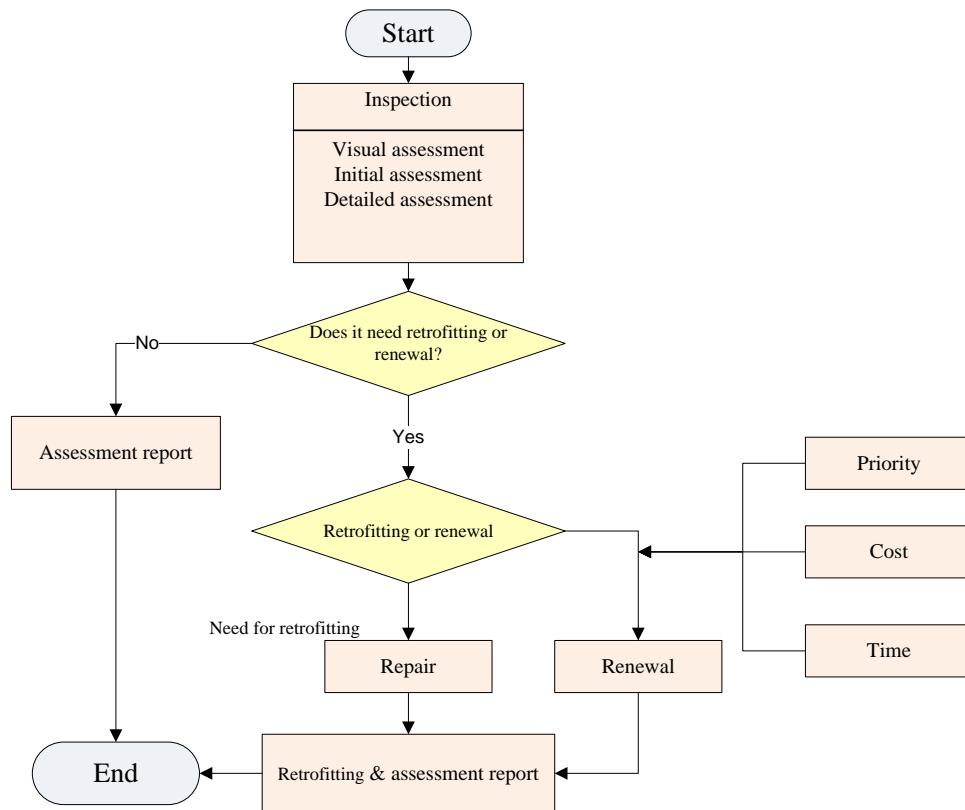 Start
Inspection
Visual assessment
Initial assessment
Detailed assessment
Does it need retrofitting or
renewal?
No
Assessment report
Yes
Priority
Retrofitting or renewal
Cost
Need for retrofitting
Repair
Renewal
Time
End
Retrofitting & assessment report